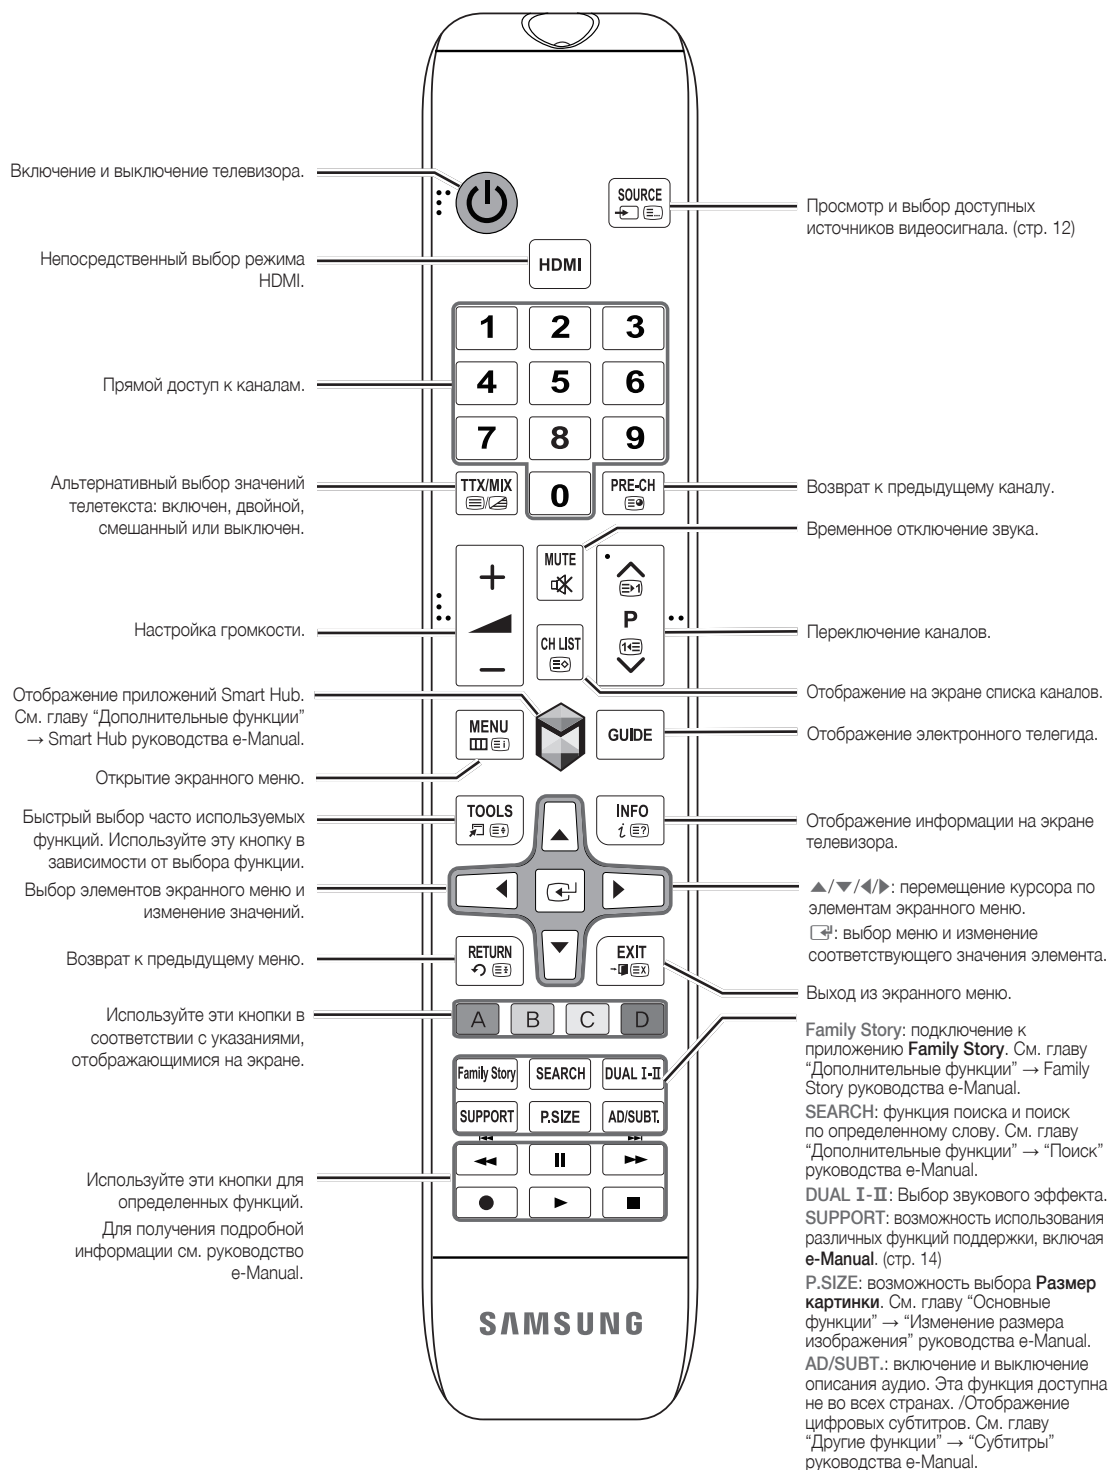 Включение и выключение телевизора.
SOURCE
Просмотр и выбор доступных
источников видеосигнала. (стр. 12)
Непосредственный выбор режима
HDMI.
HDMI
1 2 3
Прямой доступ к каналам.
4 5 6
7 8 9
Альтернативный выбор значений
телетекста: включен, двойной,
смешанный или выключен.
TTX/MIX
0
PRE-CH
Возврат к предыдущему каналу.
Временное отключение звука.
MUTE
+
P
Настройка громкости.
−
CH LIST
Переключение каналов.
Отображение приложений Smart Hub.
См. главу “Дополнительные функции”
→ Smart Hub руководства e-Manual.
Отображение на экране списка каналов.
MENU
GUIDE
Отображение электронного телегида.
Открытие экранного меню.
TOOLS
INFO
i
Быстрый выбор часто используемых
функций. Используйте эту кнопку в
зависимости от выбора функции.
Отображение информации на экране
телевизора.
Выбор элементов экранного меню и
изменение значений.
▲/▼/◀/▶: перемещение курсора по
элементам экранного меню.
: выбор меню и изменение
соответствующего значения элемента.
Возврат к предыдущему меню.
RETURN
EXIT
Выход из экранного меню.
Используйте эти кнопки в
соответствии с указаниями,
отображающимися на экране.
A B C D
Family Story SEARCH DUAL I-II
SUPPORT P.SIZE AD/SUBT.
Family Story: подключение к
приложению Family Story. См. главу
“Дополнительные функции” → Family
Story руководства e-Manual.
SEARCH: функция поиска и поиск
по определенному слову. См. главу
“Дополнительные функции” → “Поиск”
руководства e-Manual.
DUAL I-II: Выбор звукового эффекта.
SUPPORT: возможность использования
различных функций поддержки, включая
e-Manual. (стр. 14)
P.SIZE: возможность выбора Размер
картинки. См. главу “Основные
функции” → “Изменение размера
изображения” руководства e-Manual.
AD/SUBT.: включение и выключение
описания аудио. Эта функция доступна
не во всех странах. /Отображение
цифровых субтитров. См. главу
“Другие функции” → “Субтитры”
руководства e-Manual.
Используйте эти кнопки для
определенных функций.
Для получения подробной
информации см. руководство
e-Manual.
SAMSUNG